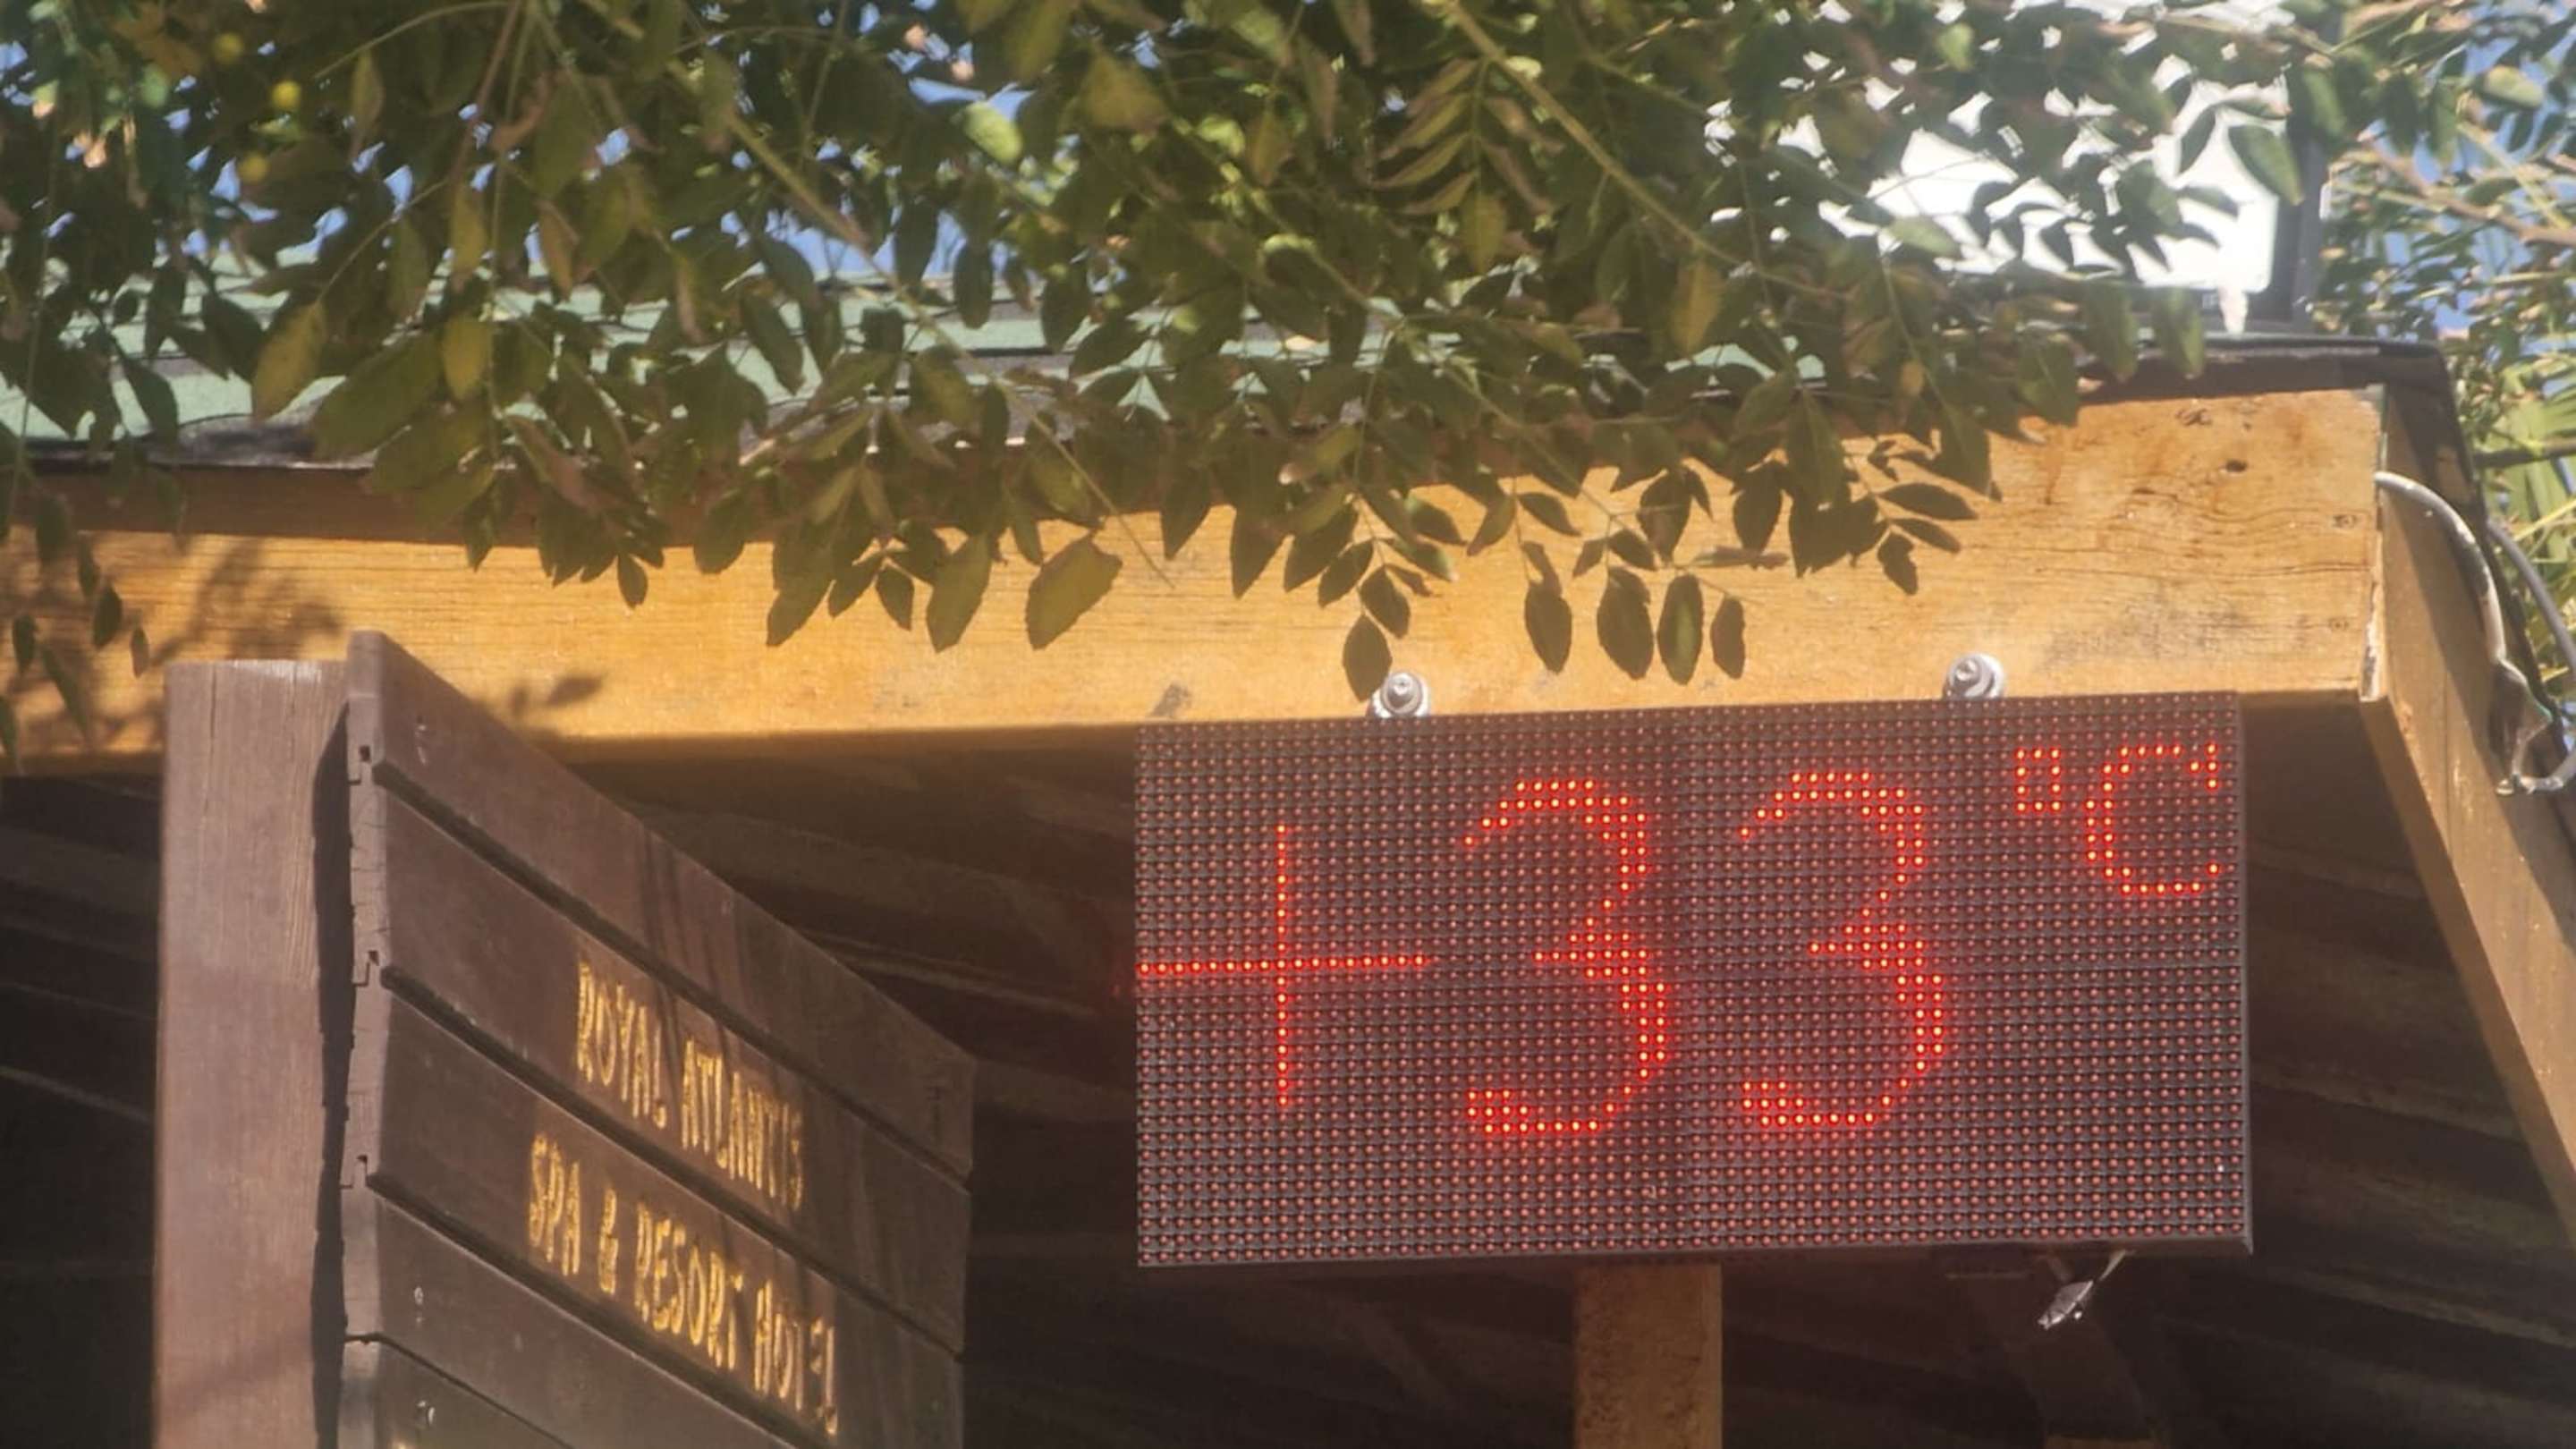 ROYAL ATLANTIS
SPA & RESORT HOTEL
+33°C